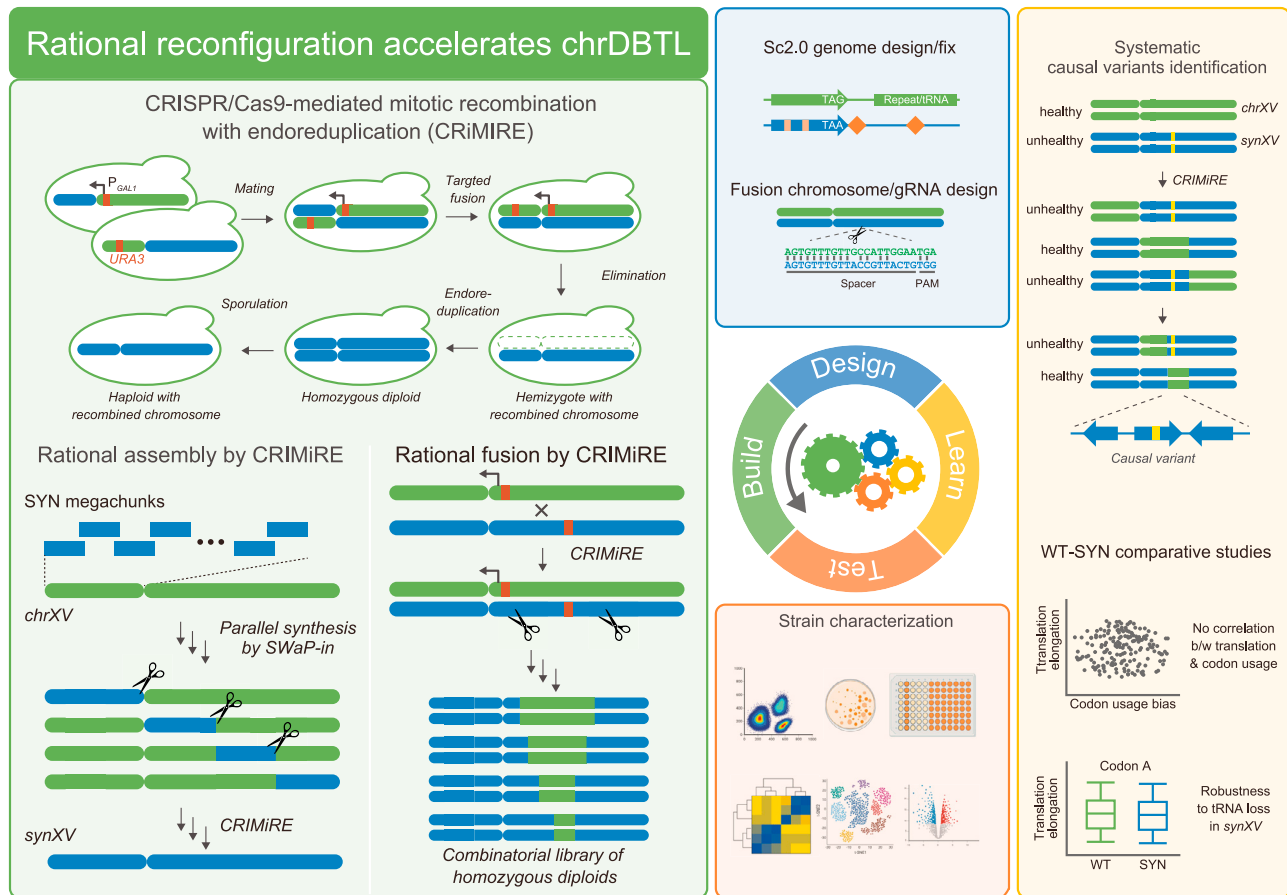 Rational reconfiguration accelerates chrDBTL
CRISPR/Cas9-mediated mitotic recombination
with endoreduplication (CRiMIRE)
PGAL1
URA3
Mating
Targted
fusion
Elimination
Endore-
duplication
Sporulation
Haploid with
recombined chromosome
Homozygous diploid
Hemizygote with
recombined chromosome
Rational assembly by CRIMiRE
SYN megachunks
chrXV
Parallel synthesis
by SWaP-in
CRIMiRE
synXV
Rational fusion by CRIMiRE
×
CRIMiRE
Combinatorial library of
homozygous diploids
Sc2.0 genome design/fix
TAG
Repeat/tRNA
TAA
Fusion chromosome/gRNA design
AGTGTTTGTTGCCATTGGAATGA
AGTGTTTGTTACCGTTACTGTGG
Spacer
PAM
Design
Learn
Test
Build
Strain characterization
Systematic
causal variants identification
healthy
chrXV
unhealthy
synXV
CRIMiRE
unhealthy
healthy
unhealthy
unhealthy
healthy
Causal variant
WT-SYN comparative studies
Ttranslation
elongation
Codon usage bias
No correlation
b/w translation
& codon usage
Codon A
Translation
elongation
WT
SYN
Robustness
to tRNA loss
in synXV